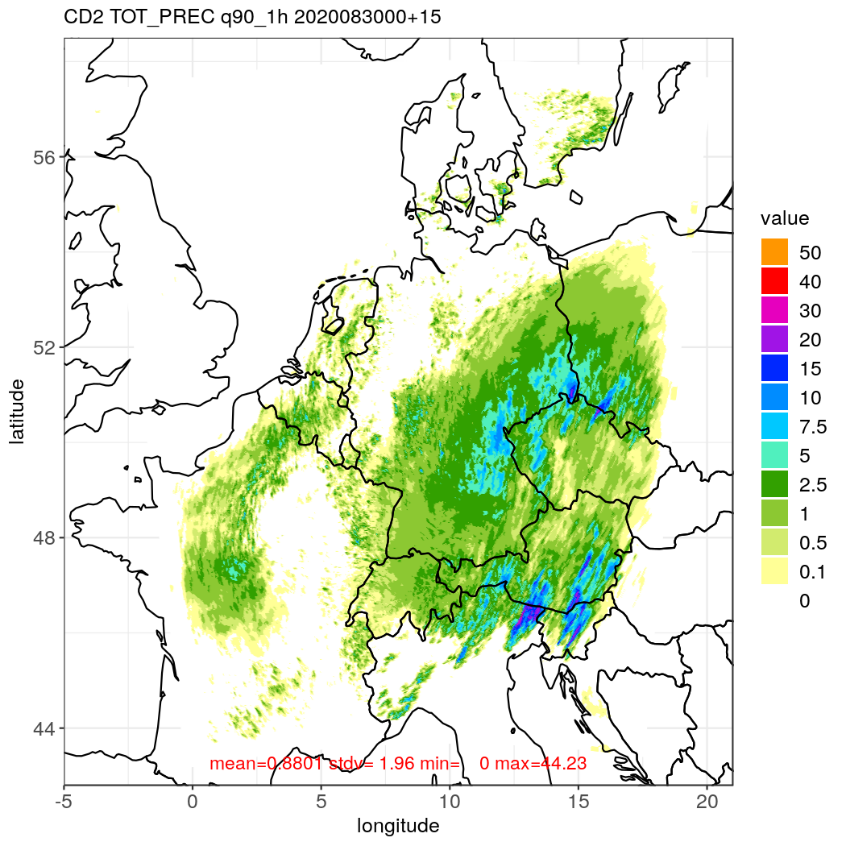 CD2 TOT_PREC q90_1h 2020083000+15
56
52
48
44
-5 0 5 10 15 20
longitude
latitude
mean=0.8801 stdv= 1.96 min= 0 max=44.23
value
50
40
30
20
15
10
7.5
5
2.5
1
0.5
0.1
0